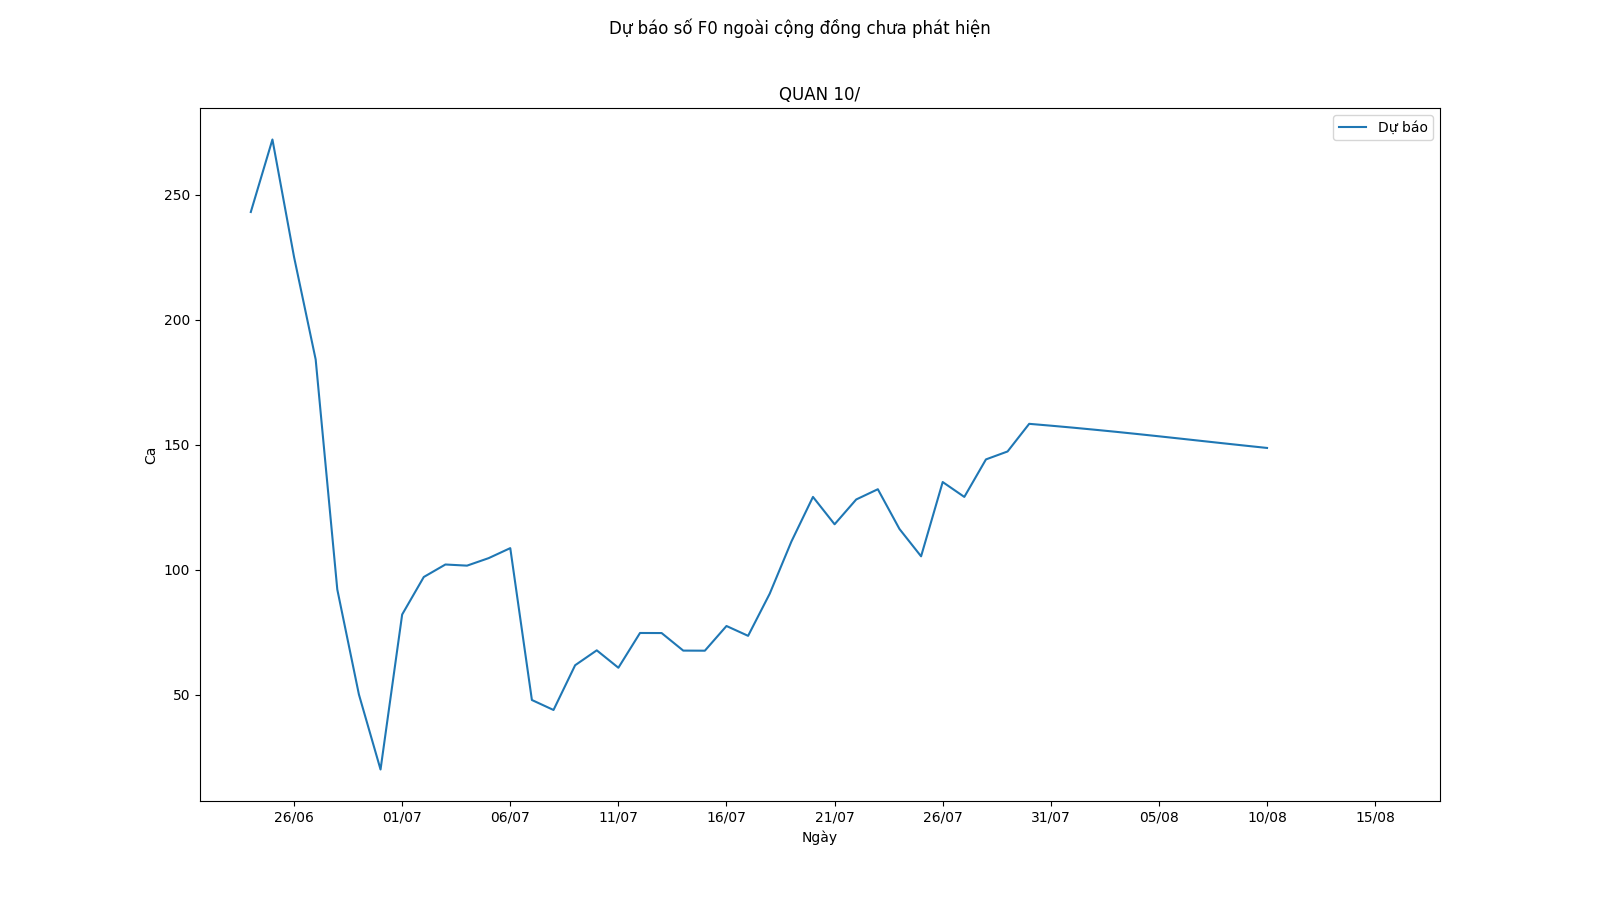 Dự báo số F0 ngoài cộng đồng chưa phát hiện
QUAN 10/
Dự báo
250
200
150
100
50
Ca
26/06 01/07 06/07 11/07 16/07 21/07 26/07 31/07 05/08 10/08 15/08
Ngày